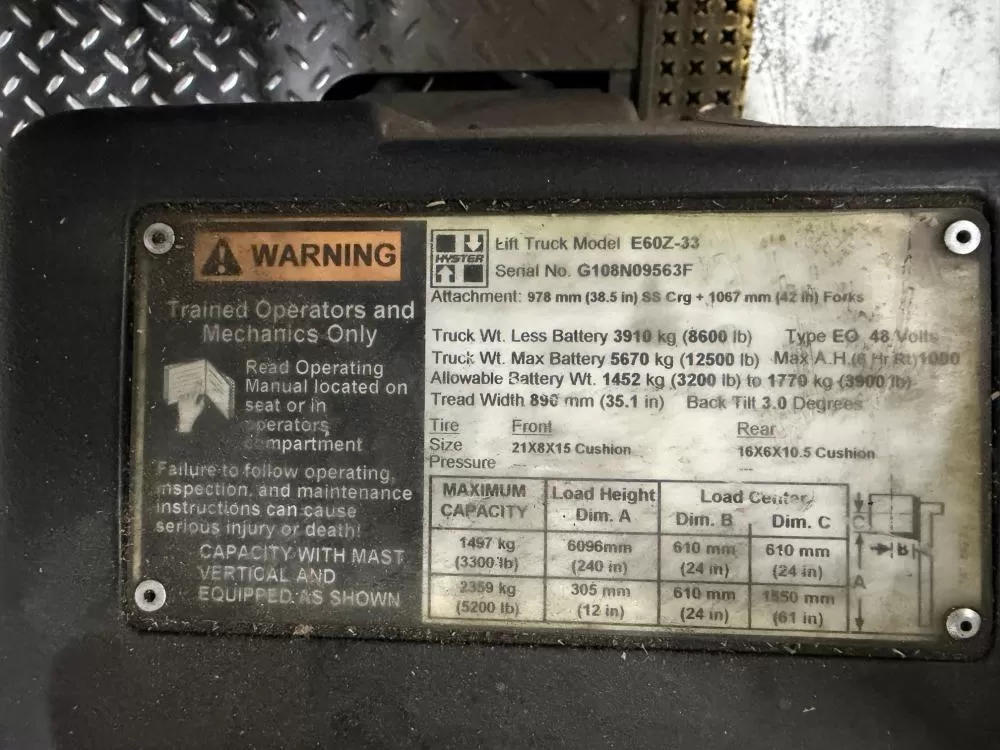 WARNING
Trained Operators and
Mechanics Only
Read Operating
Manual located on
seat or in
operators
compartment
Failure to follow operating,
inspection, and maintenance
instructions can cause
serious injury or death!
CAPACITY WITH MAST
VERTICAL AND
EQUIPPED AS SHOWN
HYSTER
Lift Truck Model E60Z-33
Serial No. G108N09563F
Attachment: 978 mm (38.5 in) SS Crg + 1067 mm (42 in) Forks
Truck Wt. Less Battery 3910 kg (8600 lb) Type EO 48 Volts
Truck Wt. Max Battery 5670 kg (12500 lb) Max A.H.(6 Hr Rt)1000
Allowable Battery Wt. 1452 kg (3200 lb) to 1770 kg (3900 lb)
Tread Width 890 mm (35.1 in) Back Tilt 3.0 Degrees
Tire Front Rear
Size 21X8X15 Cushion 16X6X10.5 Cushion
Pressure --- ---
MAXIMUM CAPACITY Load Height Dim. A Load Center Dim. B Dim. C
1497 kg 6096mm 610 mm 610 mm
(3300 lb) (240 in) (24 in) (24 in)
2359 kg 305 mm 610 mm 1550 mm
(5200 lb) (12 in) (24 in) (61 in)
C
B
A